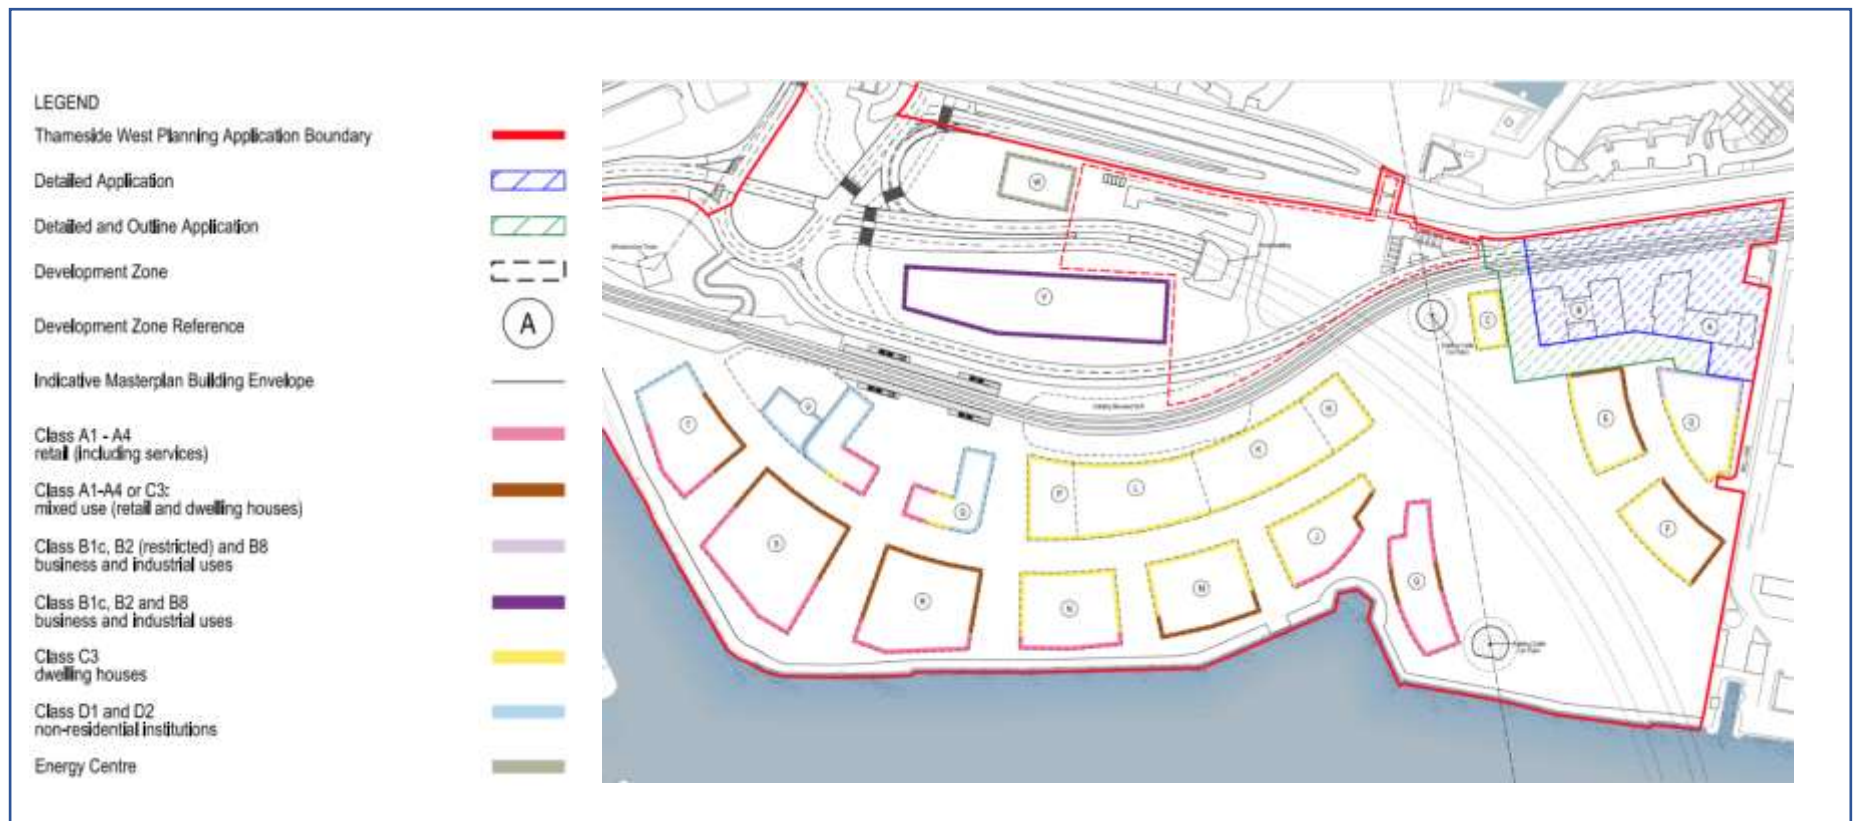 LEGEND
Thameside West Planning Application Boundary
Detailed Application
Detailed and Outline Application
Development Zone
Development Zone Reference
A
Indicative Masterplan Building Envelope
Class A1 - A4
retail (including services)
Class A1-A4 or C3:
mixed use (retail and dwelling houses)
Class B1c, B2 (restricted) and B8
business and industrial uses
Class B1c, B2 and B8
business and industrial uses
Class C3
dwelling houses
Class D1 and D2
non-residential institutions
Energy Centre
W
Y
C
B
A
T
E
D
H
K
P
L
F
S
J
R
N
M